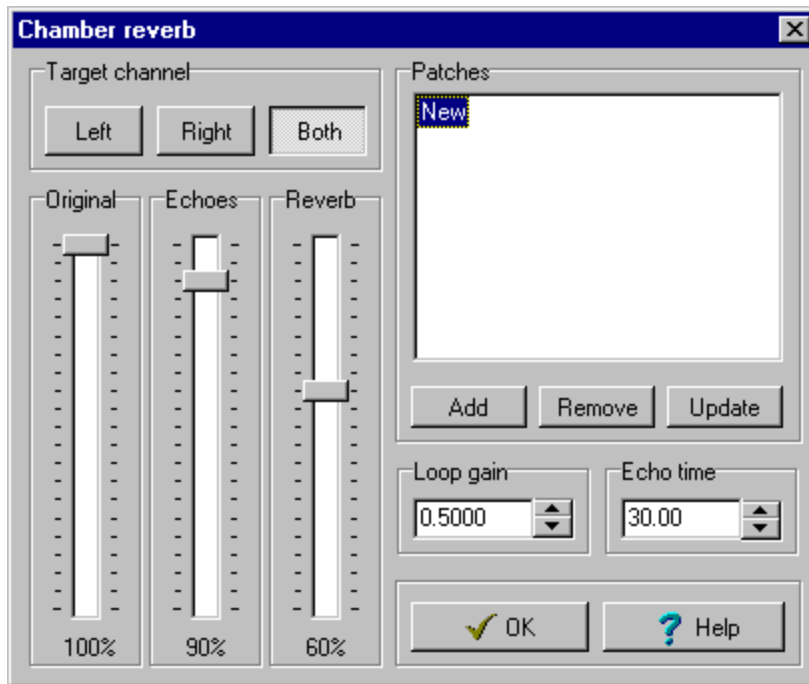 Chamber reverb
Target channel
Left Right Both
Original
100%
Echoes
90%
Reverb
60%
Patches
New
Add Remove Update
Loop gain
0.5000
Echo time
30.00
OK
Help